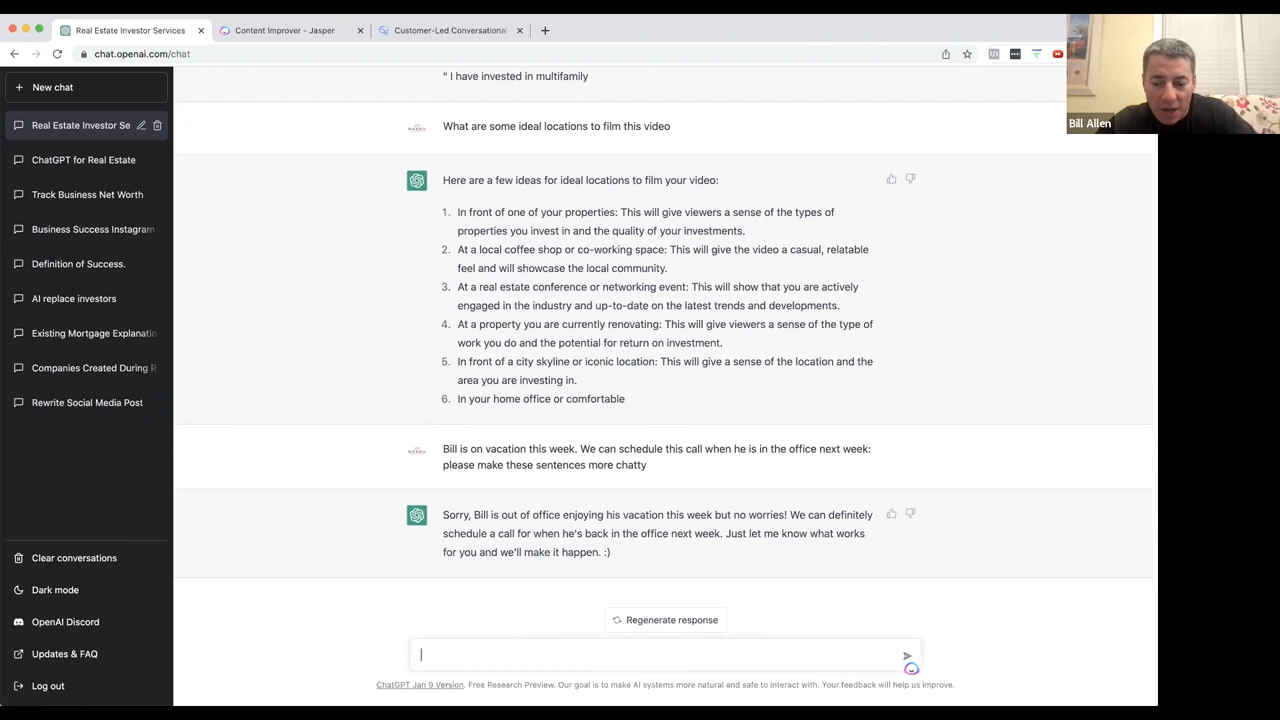 Real Estate Investor Services
Content Improver - Jasper
Customer-Led Conversational
chat.openai.com/chat
Bill Allen
New chat
Real Estate Investor Se
ChatGPT for Real Estate
Track Business Net Worth
Business Success Instagram
Definition of Success.
AI replace investors
Existing Mortgage Explanatio
Companies Created During R
Rewrite Social Media Post
Clear conversations
Dark mode
OpenAI Discord
Updates & FAQ
Log out
" I have invested in multifamily
What are some ideal locations to film this video
Here are a few ideas for ideal locations to film your video:
1. In front of one of your properties: This will give viewers a sense of the types of
properties you invest in and the quality of your investments.
2. At a local coffee shop or co-working space: This will give the video a casual, relatable
feel and will showcase the local community.
3. At a real estate conference or networking event: This will show that you are actively
engaged in the industry and up-to-date on the latest trends and developments.
4. At a property you are currently renovating: This will give viewers a sense of the type of
work you do and the potential for return on investment.
5. In front of a city skyline or iconic location: This will give a sense of the location and the
area you are investing in.
6. In your home office or comfortable
Bill is on vacation this week. We can schedule this call when he is in the office next week:
please make these sentences more chatty
Sorry, Bill is out of office enjoying his vacation this week but no worries! We can definitely
schedule a call for when he's back in the office next week. Just let me know what works
for you and we'll make it happen. :)
Regenerate response
ChatGPT Jan 9 Version. Free Research Preview. Our goal is to make AI systems more natural and safe to interact with. Your feedback will help us improve.